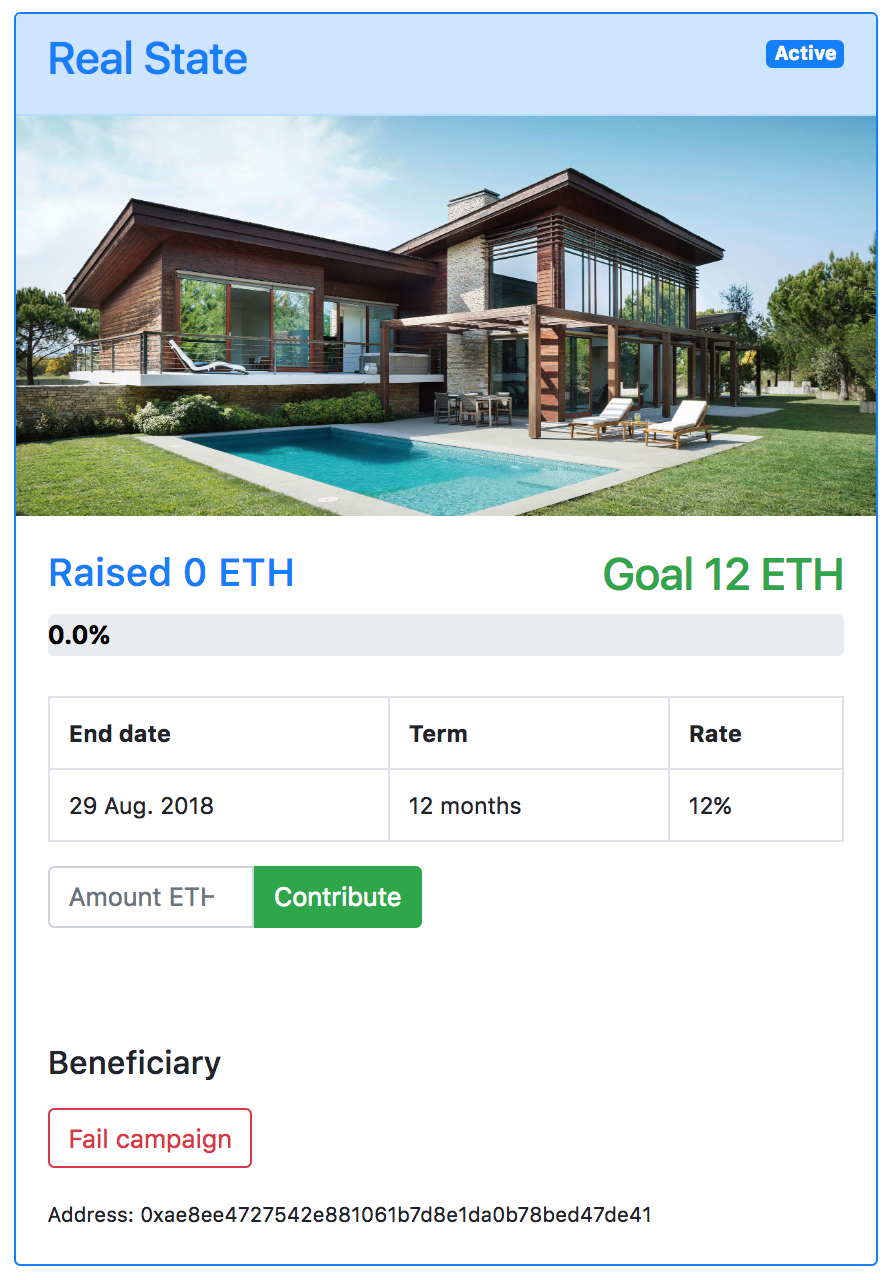 Real State
Active
Raised 0 ETH
Goal 12 ETH
0.0%
End date Term Rate
29 Aug. 2018 12 months 12%
Amount ETH Contribute
Beneficiary
Fail campaign
Address: 0xae8ee4727542e881061b7d8e1da0b78bed47de41